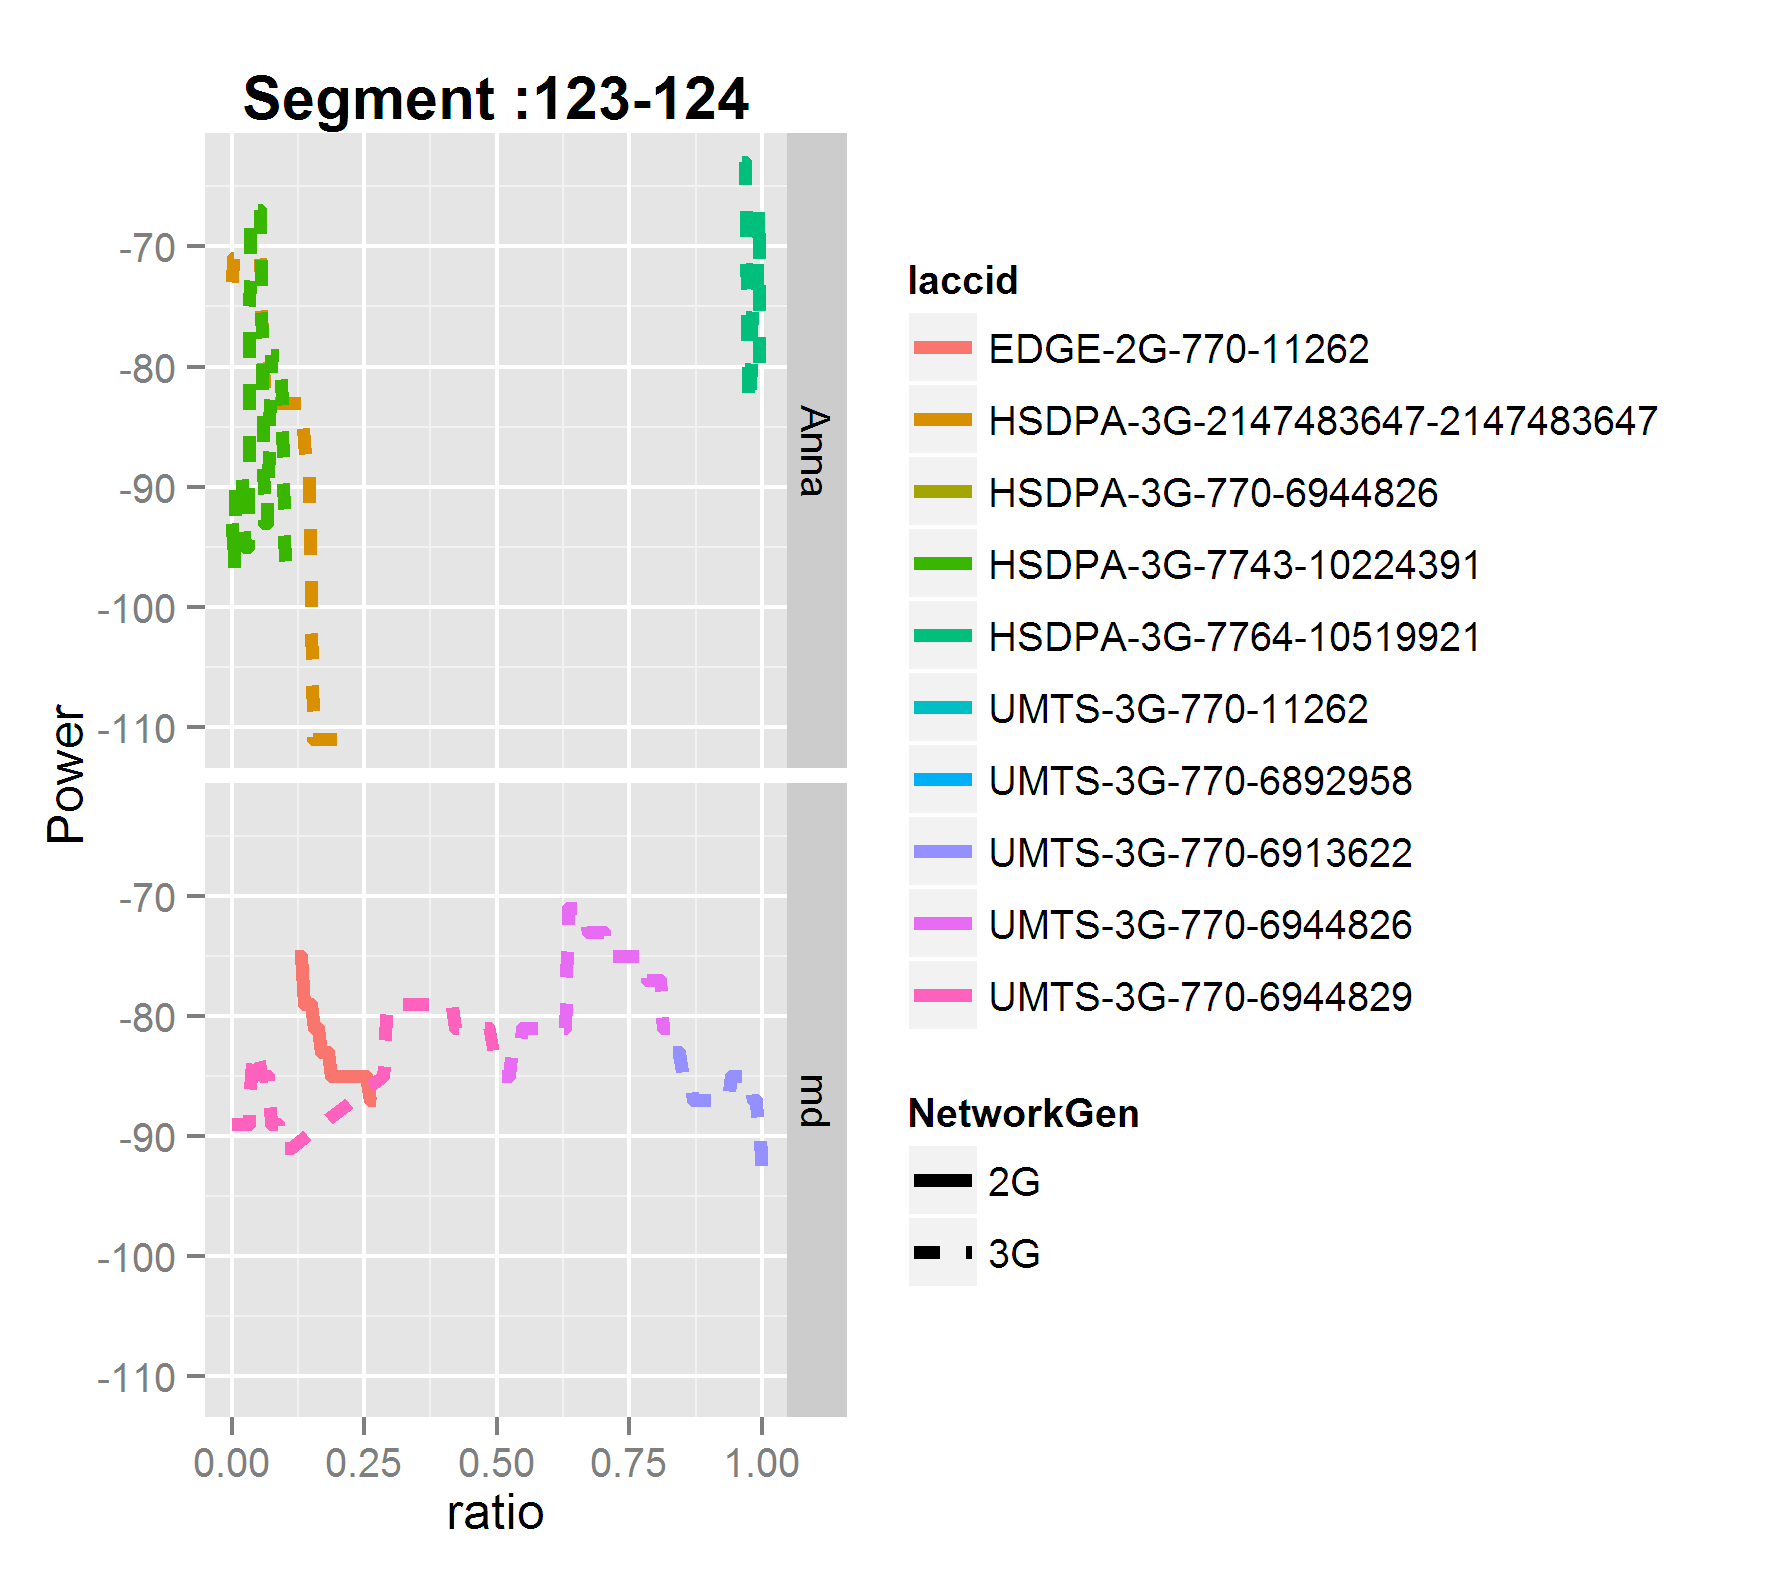 Segment :123-124
Power
-70
-80
-90
-100
-110
Anna
-70
-80
-90
-100
-110
md
0.00 0.25 0.50 0.75 1.00
ratio
laccid
EDGE-2G-770-11262
HSDPA-3G-2147483647-2147483647
HSDPA-3G-770-6944826
HSDPA-3G-7743-10224391
HSDPA-3G-7764-10519921
UMTS-3G-770-11262
UMTS-3G-770-6892958
UMTS-3G-770-6913622
UMTS-3G-770-6944826
UMTS-3G-770-6944829
NetworkGen
2G
3G